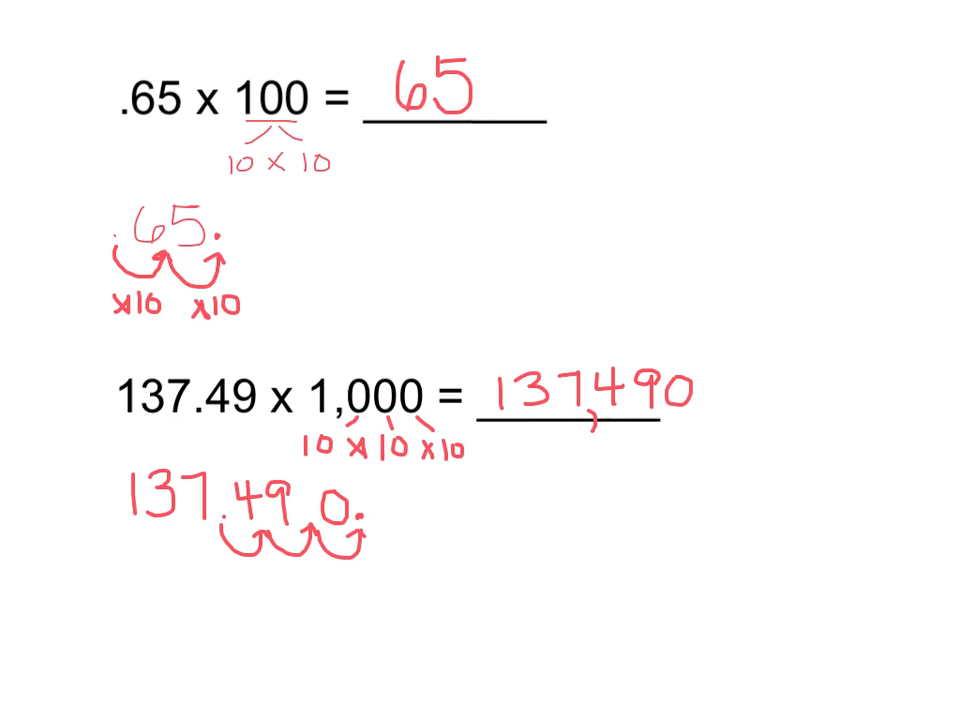 .65 x 100 = 65
10 x 10
.65.
x10 x10
137.49 x 1,000 = 137,490
10 x 10 x 10
137.490.